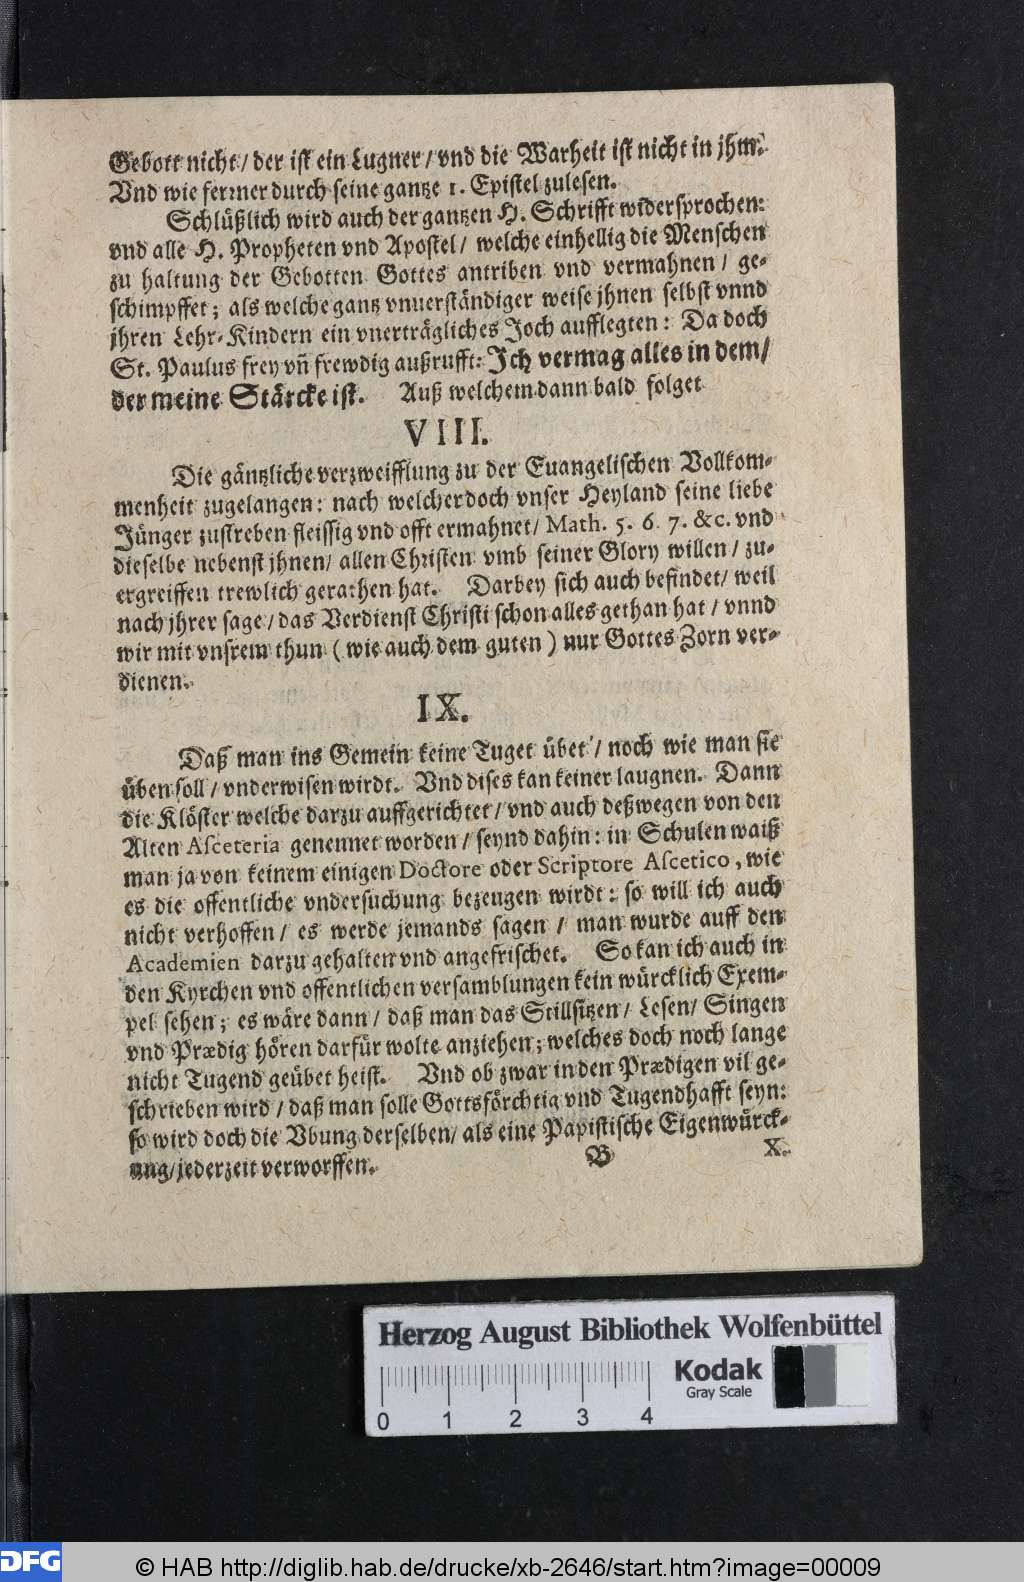 Gebott nicht / der ist ein Lugner / vnd die Warheit ist nicht in jhm.
Vnd wie ferrner durch seine gantze 1. Epistel zulesen.
Schlüßlich wird auch der gantzen H. Schrifft widersprochen:
vnd alle H. Propheten vnd Apostel / welche einhellig die Menschen
zu haltung der Gebotten Gottes antriben vnd vermahnen / ge-
schimpffet; als welche gantz vnuerständiger weise jhnen selbst vnnd
jhren Lehr-Kindern ein vnerträgliches Joch aufflegten: Da doch
St. Paulus frey vn̄ frewdig außrufft: Ich vermag alles in dem/
der meine Stärcke ist. Auß welchem dann bald folget
VIII.
Die gäntzliche verzweifflung zu der Euangelischen Vollkom-
menheit zugelangen: nach welcher doch vnser Heyland seine liebe
Jünger zustreben fleissig vnd offt ermahnet / Math. 5. 6. 7. &c. vnd
dieselbe nebenst jhnen / allen Christen vmb seiner Glory willen / zu-
ergreiffen trewlich gerathen hat. Darbey sich auch befindet / weil
nach jhrer sage / das Verdienst Christi schon alles gethan hat / vnnd
wir mit vnsrem thun ( wie auch dem guten ) nur Gottes Zorn ver-
dienen.
IX.
Daß man ins Gemein keine Tuget übet / noch wie man sie
üben soll / vnderwisen wirdt. Vnd dises kan keiner laugnen. Dann
die Klöster welche darzu auffgerichtet / vnd auch deßwegen von den
Alten Asceteria genennet worden / seynd dahin: in Schulen waiß
man ja von keinem einigen Doctore oder Scriptore Ascetico, wie
es die offentliche vndersuchung bezeugen wirdt: so will ich auch
nicht verhoffen / es werde jemands sagen / man wurde auff den
Academien darzu gehalten vnd angefrischet. So kan ich auch in
den Kyrchen vnd offentlichen versamblungen kein würcklich Exem-
pel sehen; es wäre dann / daß man das Stillsitzen / Lesen / Singen
vnd Prædig hören darfür wolte anziehen; welches doch noch lange
nicht Tugend geübet heist. Vnd ob zwar in den Prædigen vil ge-
schrieben wird / daß man solle Gottsförchtig vnd Tugendhafft seyn:
so wird doch die Vbung derselben / als eine Papistische Eigenwürck-
ung / jederzeit verworffen.
B X.
Herzog August Bibliothek Wolfenbüttel
Kodak
Gray Scale
0 1 2 3 4
DFG
© HAB http://diglib.hab.de/drucke/xb-2646/start.htm?image=00009